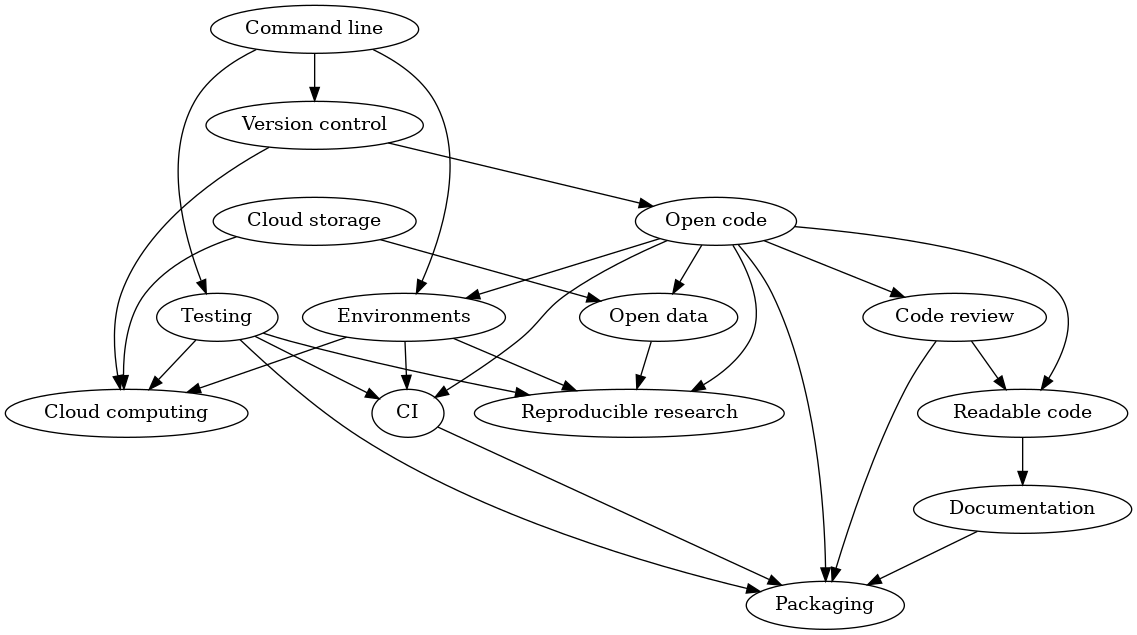 Command line
Version control
Cloud storage
Open code
Testing
Environments
Open data
Code review
Cloud computing
CI
Reproducible research
Readable code
Documentation
Packaging